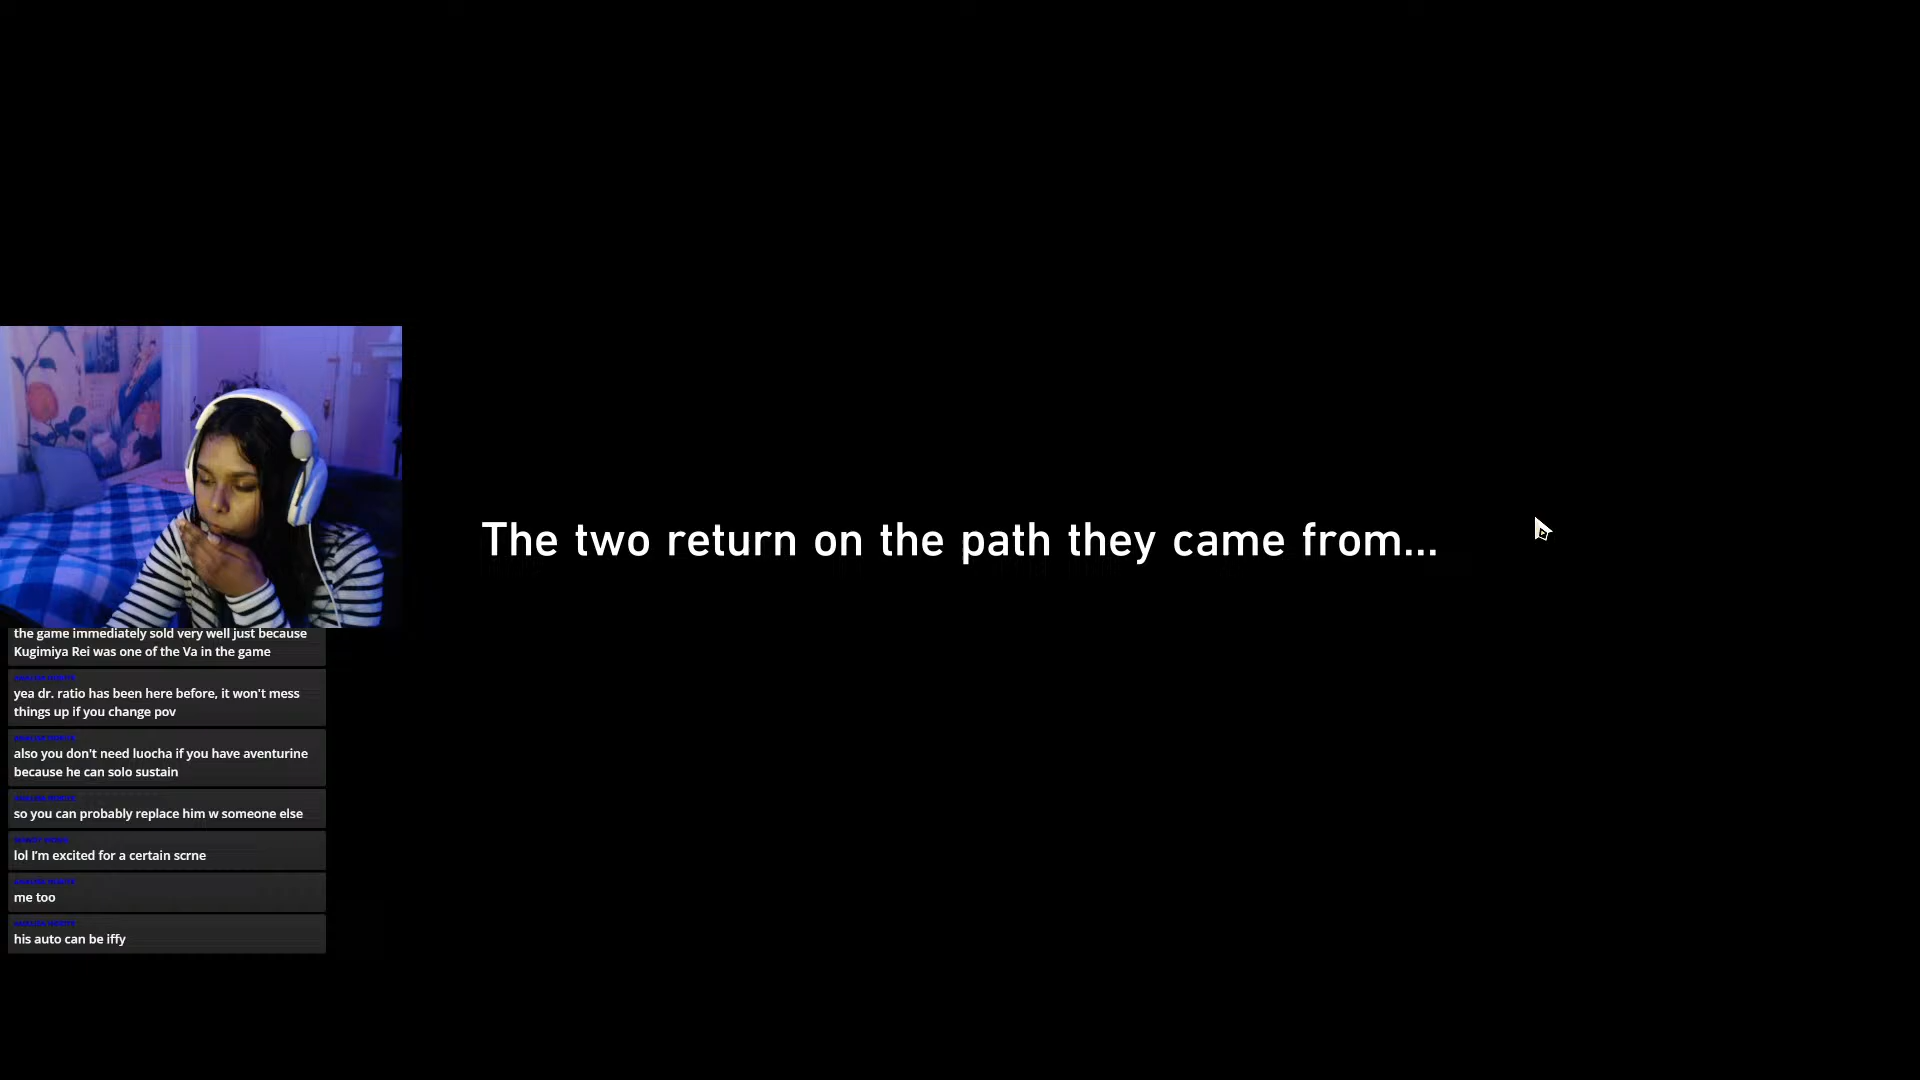 The two return on the path they came from...
the game immediately sold very well just because
Kugimiya Rei was one of the Va in the game
yea dr. ratio has been here before, it won't mess
things up if you change pov
also you don't need luocha if you have aventurine
because he can solo sustain
so you can probably replace him w someone else
lol I'm excited for a certain scrne
me too
his auto can be iffy